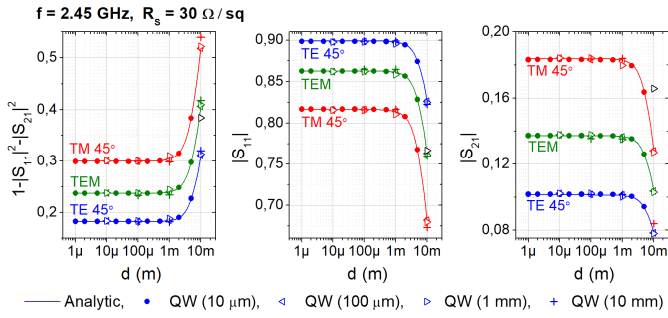 f = 2.45 GHz, Rₛ = 30 Ω / sq
1-|S₁₁|²-|S₂₁|²
0,5
0,4
0,3
0,2
TM 45°
TEM
TE 45°
1μ 10μ 100μ 1m 10m
d (m)
|S₁₁|
0,90
0,85
0,80
0,75
0,70
TE 45°
TEM
TM 45°
1μ 10μ 100μ 1m 10m
d (m)
|S₂₁|
0,20
0,16
0,12
0,08
TM 45°
TEM
TE 45°
1μ 10μ 100μ 1m 10m
d (m)
Analytic, QW (10 μm), QW (100 μm), QW (1 mm) QW (10 mm)